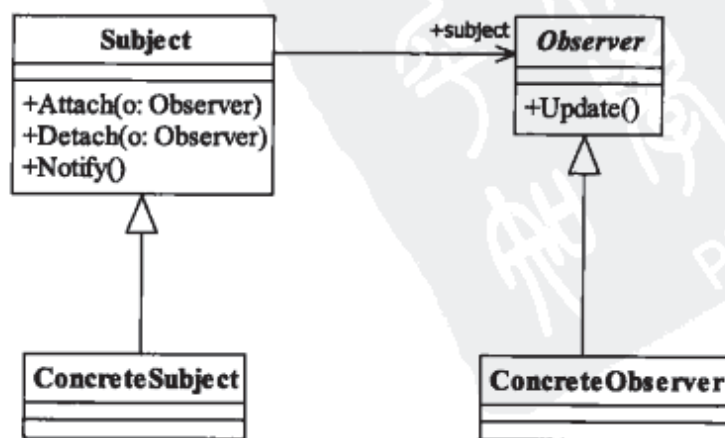 Subject
+Attach(o: Observer)
+Detach(o: Observer)
+Notify()
+subject
Observer
+Update()
ConcreteSubject
ConcreteObserver